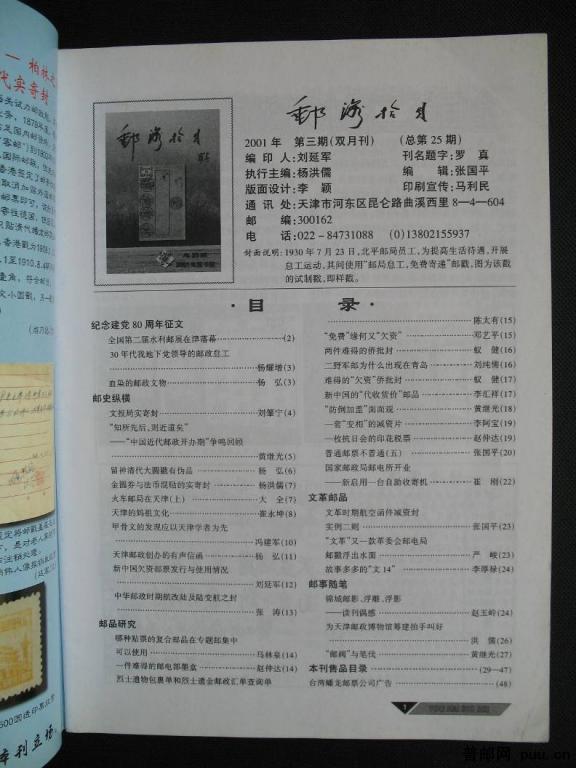 邮海拾月
2001年 第三期(双月刊) (总第25期)
编印人:刘延军 刊名题字:罗真
执行主编:杨洪儒 编辑:张国平
版面设计:李颖 印刷宣传:马利民
通讯处:天津市河东区昆仑路曲溪西里8—4—604
邮编:300162
电话:022-84731088 (0)13802155937
封面说明:1930年7月23日,北平邮局员工,为提高生活待遇,开展
怠工运动,其间使用“邮局怠工,免费寄递”邮戳,图为该戳
的试制戳,即样戳。
·目 录·
纪念建党80周年征文
全国第二届水利邮展在津落幕(2)
30年代我地下党领导的邮政怠工
杨耀增(3)
血染的邮政文物 杨弘(3)
邮史纵横
文报局实寄封 刘肇宁(4)
“知所先后,则近道矣”
——“中国近代邮政开办期”争鸣回顾
黄继光(5)
留神清代大圆戳有伪品 杨弘(6)
金圆券与法币混贴的实寄封 杨洪儒(7)
火车邮局在天津(上) 大全(7)
天津的妈祖文化 崔永坤(8)
甲骨文的发现应以天津学者为先
冯建军(10)
天津邮政创办的有声信函 杨弘(11)
新中国欠资邮票发行与使用情况
刘延军(12)
中华邮政时期航改陆及陆变航之封
张涛(13)
邮品研究
哪种贴票的复合邮品在专题邮集中
可以使用 马林泉(14)
一件难得的邮电部墨盒 赵仲达(14)
烈士遗物包裹单和烈士遗金邮政汇单查询单
陈太有(15)
“免费”缘何又“欠资” 邓艺平(15)
两件难得的侨批封 蚁健(16)
二野军邮为什么出现在青岛 刘纯儒(16)
难得的“欠资”侨批封 蚁健(17)
新中国的“代收货价”邮品 李汇祥(17)
“防倒加盖”面面观 黄继光(18)
一套“变相”的减资片 李阿宝(19)
一枚抗日会的印花税票 赵仲达(19)
普通邮票不普通(五) 张国平(20)
国家邮政局邮电所开业
——新启用一台自助收寄机 崔刚(22)
文革邮品
文革时期航空函件减资封
实例二则 张国平(23)
“文革”又一款革委会邮电局
邮戳浮出水面 严峻(23)
故事多多的“文14” 李厚禄(24)
邮事随笔
锦城邮影、浮雕、浮影
——读刊偶感 赵玉岭(24)
为天津邮政博物馆筹建拍手叫好
洪儒(26)
“邮阀”与笔伐 黄继光(27)
本刊售品目录(29—47)
台湾蟠龙邮票公司广告(48)
1
普邮网 puu.cn